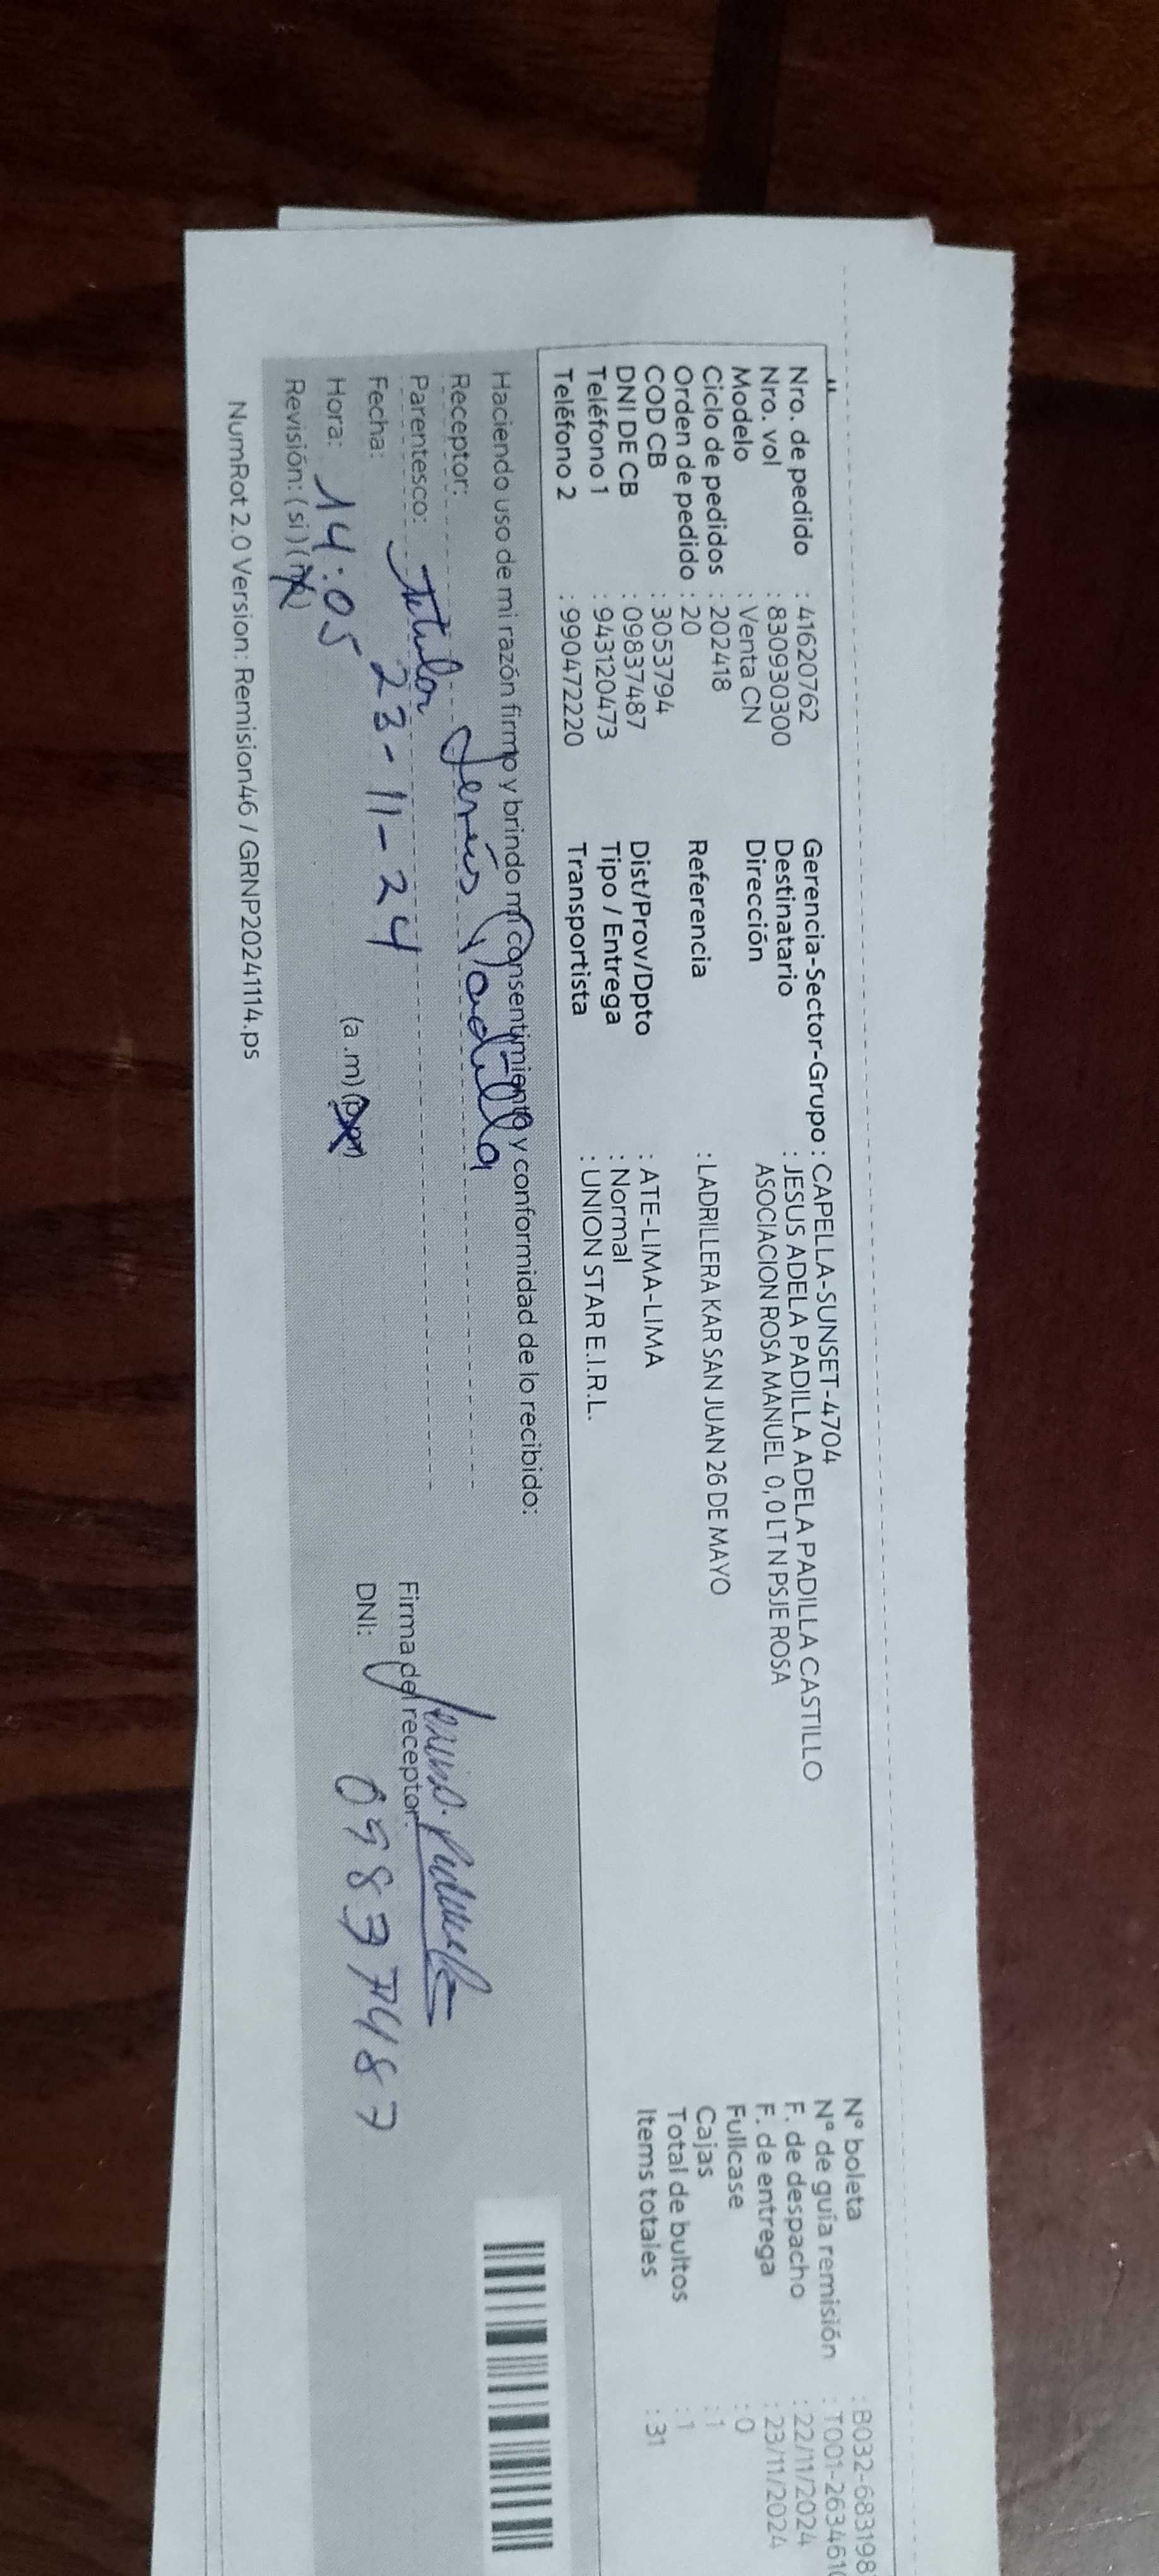 Nro. de pedido : 41620762
Nro. vol : 830930300
Modelo : Venta CN
Ciclo de pedidos : 202418
Orden de pedido : 20
COD CB : 3053794
DNI DE CB : 09837487
Teléfono 1 : 943120473
Teléfono 2 : 990472220
Gerencia-Sector-Grupo : CAPELLA-SUNSET-4704
Destinatario : JESUS ADELA PADILLA ADELA PADILLA CASTILLO
Dirección ASOCIACION ROSA MANUEL 0, 0 LT N PSJE ROSA
Referencia : LADRILLERA KAR SAN JUAN 26 DE MAYO
Dist/Prov/Dpto : ATE-LIMA-LIMA
Tipo / Entrega : Normal
Transportista : UNION STAR E.I.R.L.
Nº boleta : B032-683198
Nº de guía remisión : T001-2634610
F. de despacho : 22/11/2024
F. de entrega : 23/11/2024
Fullcase : 0
Cajas : 1
Total de bultos : 1
Items totales : 31
Haciendo uso de mi razón firmo y brindo mi consentimiento y conformidad de lo recibido:
Receptor: Jesús Padilla
Parentesco: titular
Fecha: 23-11-24
Hora: 14:05 (a.m) (p.m)
Revisión: (si) (no)
Firma del receptor: Jesús Padilla
DNI: 09837487
NumRot 2.0 Version: Remision46 / GRNP20241114.ps